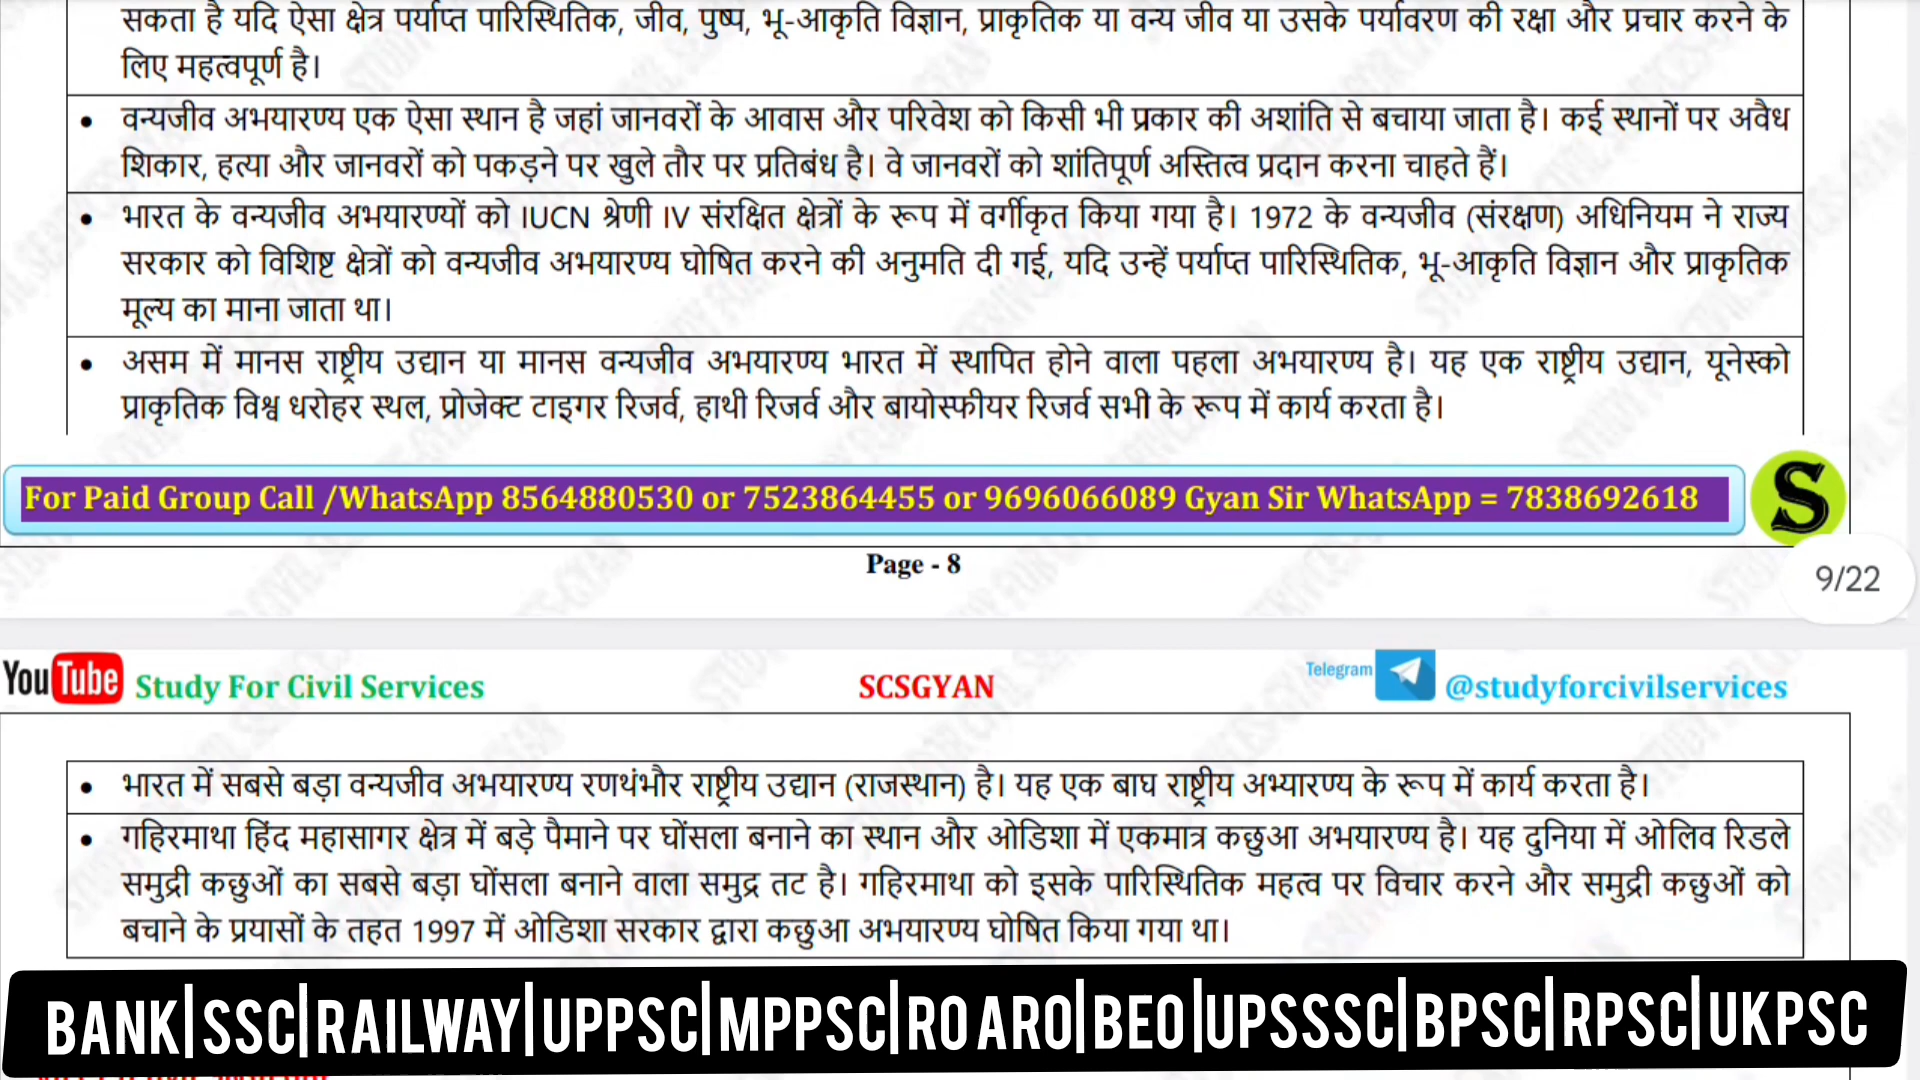 सकता है यदि ऐसा क्षेत्र पर्याप्त पारिस्थितिक, जीव, पुष्प, भू-आकृति विज्ञान, प्राकृतिक या वन्य जीव या उसके पर्यावरण की रक्षा और प्रचार करने के
लिए महत्वपूर्ण है।
• वन्यजीव अभयारण्य एक ऐसा स्थान है जहां जानवरों के आवास और परिवेश को किसी भी प्रकार की अशांति से बचाया जाता है। कई स्थानों पर अवैध
शिकार, हत्या और जानवरों को पकड़ने पर खुले तौर पर प्रतिबंध है। वे जानवरों को शांतिपूर्ण अस्तित्व प्रदान करना चाहते हैं।
• भारत के वन्यजीव अभयारण्यों को IUCN श्रेणी IV संरक्षित क्षेत्रों के रूप में वर्गीकृत किया गया है। 1972 के वन्यजीव (संरक्षण) अधिनियम ने राज्य
सरकार को विशिष्ट क्षेत्रों को वन्यजीव अभयारण्य घोषित करने की अनुमति दी गई, यदि उन्हें पर्याप्त पारिस्थितिक, भू-आकृति विज्ञान और प्राकृतिक
मूल्य का माना जाता था।
• असम में मानस राष्ट्रीय उद्यान या मानस वन्यजीव अभयारण्य भारत में स्थापित होने वाला पहला अभयारण्य है। यह एक राष्ट्रीय उद्यान, यूनेस्को
प्राकृतिक विश्व धरोहर स्थल, प्रोजेक्ट टाइगर रिजर्व, हाथी रिजर्व और बायोस्फीयर रिजर्व सभी के रूप में कार्य करता है।
For Paid Group Call /WhatsApp 8564880530 or 7523864455 or 9696066089 Gyan Sir WhatsApp = 7838692618
S
Page - 8
9/22
YouTube Study For Civil Services SCSGYAN Telegram @studyforcivilservices
• भारत में सबसे बड़ा वन्यजीव अभयारण्य रणथंभौर राष्ट्रीय उद्यान (राजस्थान) है। यह एक बाघ राष्ट्रीय अभ्यारण्य के रूप में कार्य करता है।
• गहिरमाथा हिंद महासागर क्षेत्र में बड़े पैमाने पर घोंसला बनाने का स्थान और ओडिशा में एकमात्र कछुआ अभयारण्य है। यह दुनिया में ओलिव रिडले
समुद्री कछुओं का सबसे बड़ा घोंसला बनाने वाला समुद्र तट है। गहिरमाथा को इसके पारिस्थितिक महत्व पर विचार करने और समुद्री कछुओं को
बचाने के प्रयासों के तहत 1997 में ओडिशा सरकार द्वारा कछुआ अभयारण्य घोषित किया गया था।
BANK|SSC|RAILWAY|UPPSC|MPPSC|RO ARO|BEO|UPSSSC|BPSC|RPSC|UKPSC